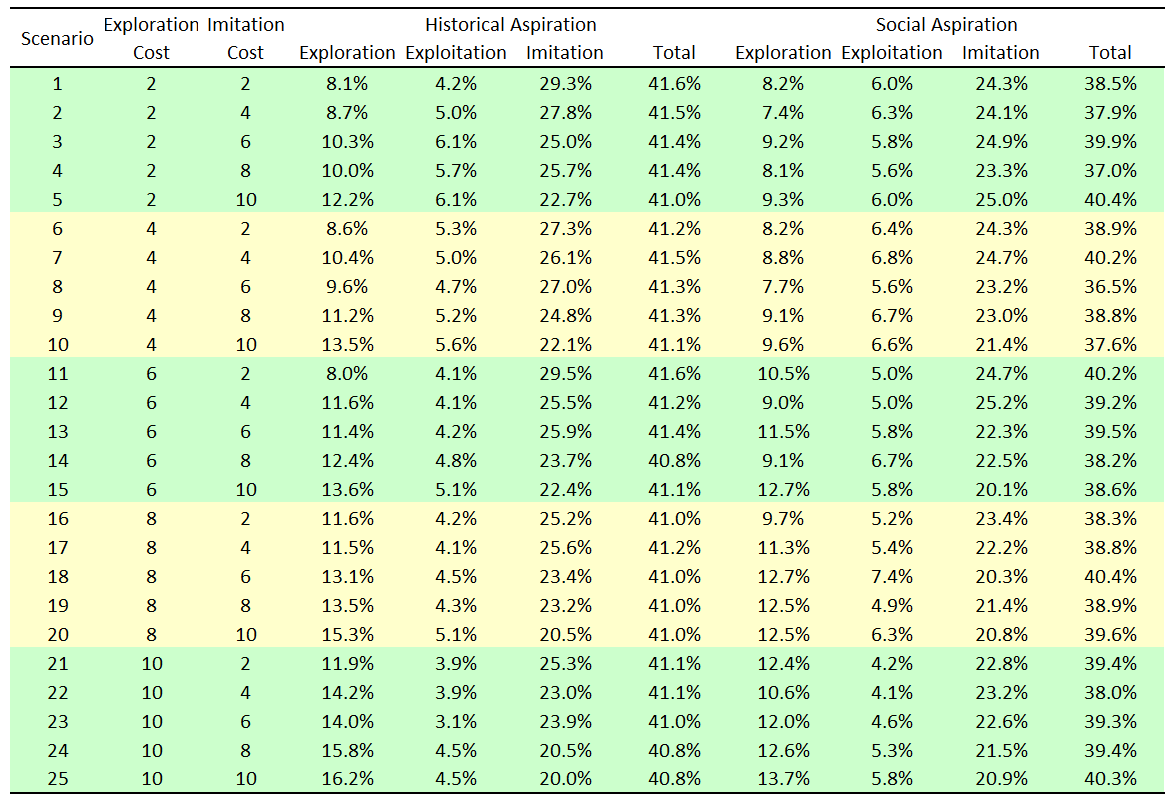 Exploration Imitation Historical Aspiration Social Aspiration
Scenario Cost Cost Exploration Exploitation Imitation Total Exploration Exploitation Imitation Total
1 2 2 8.1% 4.2% 29.3% 41.6% 8.2% 6.0% 24.3% 38.5%
2 2 4 8.7% 5.0% 27.8% 41.5% 7.4% 6.3% 24.1% 37.9%
3 2 6 10.3% 6.1% 25.0% 41.4% 9.2% 5.8% 24.9% 39.9%
4 2 8 10.0% 5.7% 25.7% 41.4% 8.1% 5.6% 23.3% 37.0%
5 2 10 12.2% 6.1% 22.7% 41.0% 9.3% 6.0% 25.0% 40.4%
6 4 2 8.6% 5.3% 27.3% 41.2% 8.2% 6.4% 24.3% 38.9%
7 4 4 10.4% 5.0% 26.1% 41.5% 8.8% 6.8% 24.7% 40.2%
8 4 6 9.6% 4.7% 27.0% 41.3% 7.7% 5.6% 23.2% 36.5%
9 4 8 11.2% 5.2% 24.8% 41.3% 9.1% 6.7% 23.0% 38.8%
10 4 10 13.5% 5.6% 22.1% 41.1% 9.6% 6.6% 21.4% 37.6%
11 6 2 8.0% 4.1% 29.5% 41.6% 10.5% 5.0% 24.7% 40.2%
12 6 4 11.6% 4.1% 25.5% 41.2% 9.0% 5.0% 25.2% 39.2%
13 6 6 11.4% 4.2% 25.9% 41.4% 11.5% 5.8% 22.3% 39.5%
14 6 8 12.4% 4.8% 23.7% 40.8% 9.1% 6.7% 22.5% 38.2%
15 6 10 13.6% 5.1% 22.4% 41.1% 12.7% 5.8% 20.1% 38.6%
16 8 2 11.6% 4.2% 25.2% 41.0% 9.7% 5.2% 23.4% 38.3%
17 8 4 11.5% 4.1% 25.6% 41.2% 11.3% 5.4% 22.2% 38.8%
18 8 6 13.1% 4.5% 23.4% 41.0% 12.7% 7.4% 20.3% 40.4%
19 8 8 13.5% 4.3% 23.2% 41.0% 12.5% 4.9% 21.4% 38.9%
20 8 10 15.3% 5.1% 20.5% 41.0% 12.5% 6.3% 20.8% 39.6%
21 10 2 11.9% 3.9% 25.3% 41.1% 12.4% 4.2% 22.8% 39.4%
22 10 4 14.2% 3.9% 23.0% 41.1% 10.6% 4.1% 23.2% 38.0%
23 10 6 14.0% 3.1% 23.9% 41.0% 12.0% 4.6% 22.6% 39.3%
24 10 8 15.8% 4.5% 20.5% 40.8% 12.6% 5.3% 21.5% 39.4%
25 10 10 16.2% 4.5% 20.0% 40.8% 13.7% 5.8% 20.9% 40.3%